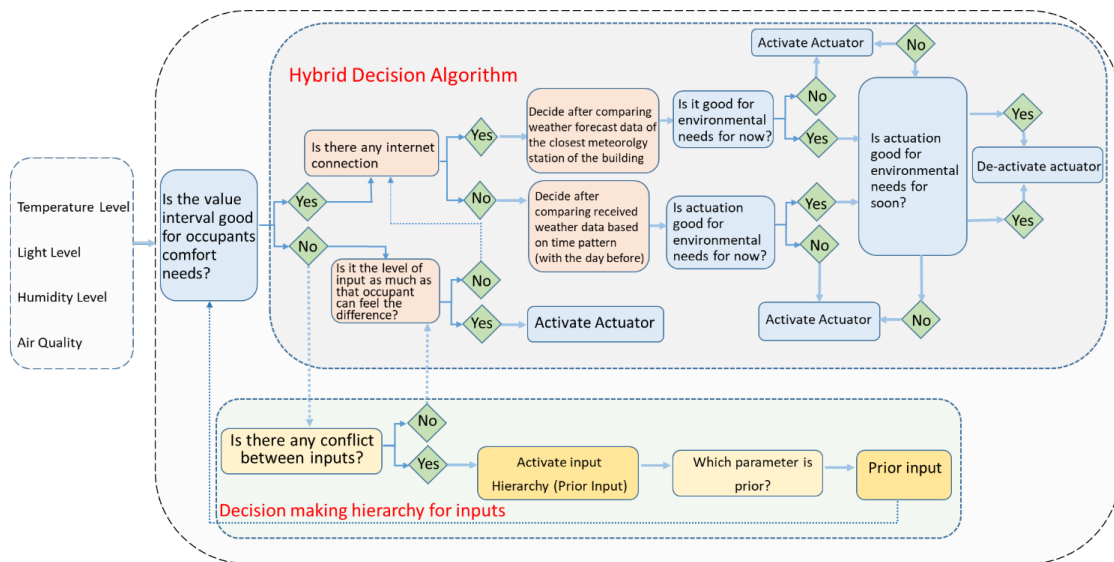 Temperature Level
Light Level
Humidity Level
Air Quality
Is the value
interval good
for occupants
comfort
needs?
Hybrid Decision Algorithm
Yes
No
Is there any internet
connection
Is it the level of
input as much as
that occupant
can feel the
difference?
Yes
No
No
Yes
Decide after comparing
weather forecast data of
the closest meteorolgy
station of the building
Decide after
comparing received
weather data based
on time pattern
(with the day before)
Activate Actuator
Is it good for
environmental
needs for now?
Is actuation
good for
environmental
needs for now?
Activate Actuator
No
Yes
Yes
No
Activate Actuator
No
Is actuation
good for
environmental
needs for
soon?
No
Yes
De-activate actuator
Yes
Is there any conflict
between inputs?
No
Yes
Activate input
Hierarchy (Prior Input)
Which parameter is
prior?
Prior input
Decision making hierarchy for inputs